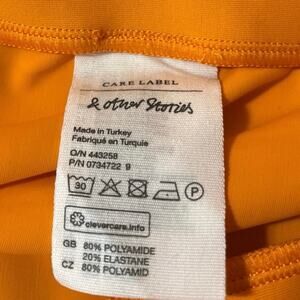 CARE LABEL
& other Stories
Made in Turkey
Fabriqué en Turquie
O/N 443258
P/N 0734722 9
30
P
clevercare.info
GB 80% POLYAMIDE
20% ELASTANE
CZ 80% POLYAMID